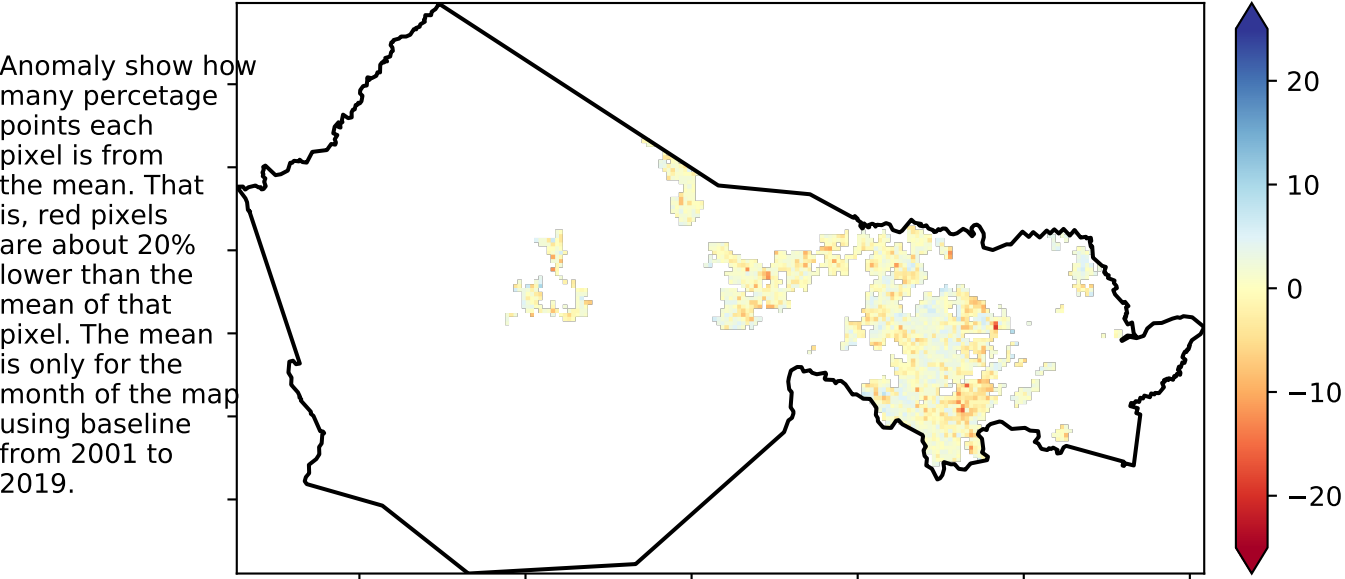 Anomaly show how
many percetage
points each
pixel is from
the mean. That
is, red pixels
are about 20%
lower than the
mean of that
pixel. The mean
is only for the
month of the map
using baseline
from 2001 to
2019.
20
10
0
−10
−20